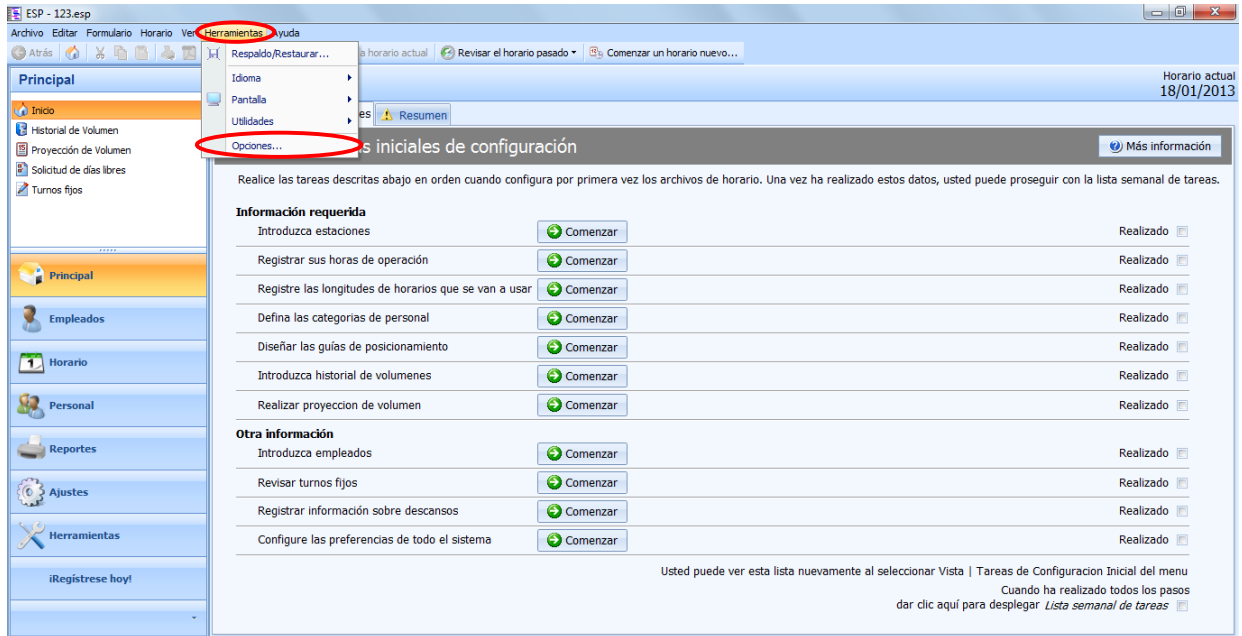 ESP - 123.esp
Archivo Editar Formulario Horario Ver Herramientas Ayuda
Atrás
horario actual Revisar el horario pasado Comenzar un horario nuevo...
Respaldo/Restaurar...
Idioma
Pantalla
Utilidades
Opciones...
Principal
Horario actual
18/01/2013
Inicio
Historial de Volumen
Proyección de Volumen
Solicitud de días libres
Turnos fijos
es Resumen
s iniciales de configuración
Más información
Realice las tareas descritas abajo en orden cuando configura por primera vez los archivos de horario. Una vez ha realizado estos datos, usted puede proseguir con la lista semanal de tareas.
Información requerida
Introduzca estaciones Comenzar Realizado
Registrar sus horas de operación Comenzar Realizado
Registre las longitudes de horarios que se van a usar Comenzar Realizado
Defina las categorias de personal Comenzar Realizado
Diseñar las guías de posicionamiento Comenzar Realizado
Introduzca historial de volumenes Comenzar Realizado
Realizar proyeccion de volumen Comenzar Realizado
Otra información
Introduzca empleados Comenzar Realizado
Revisar turnos fijos Comenzar Realizado
Registrar información sobre descansos Comenzar Realizado
Configure las preferencias de todo el sistema Comenzar Realizado
Usted puede ver esta lista nuevamente al seleccionar Vista | Tareas de Configuracion Inicial del menu
Cuando ha realizado todos los pasos
dar clic aquí para desplegar Lista semanal de tareas
Principal
Empleados
Horario
Personal
Reportes
Ajustes
Herramientas
¡Regístrese hoy!